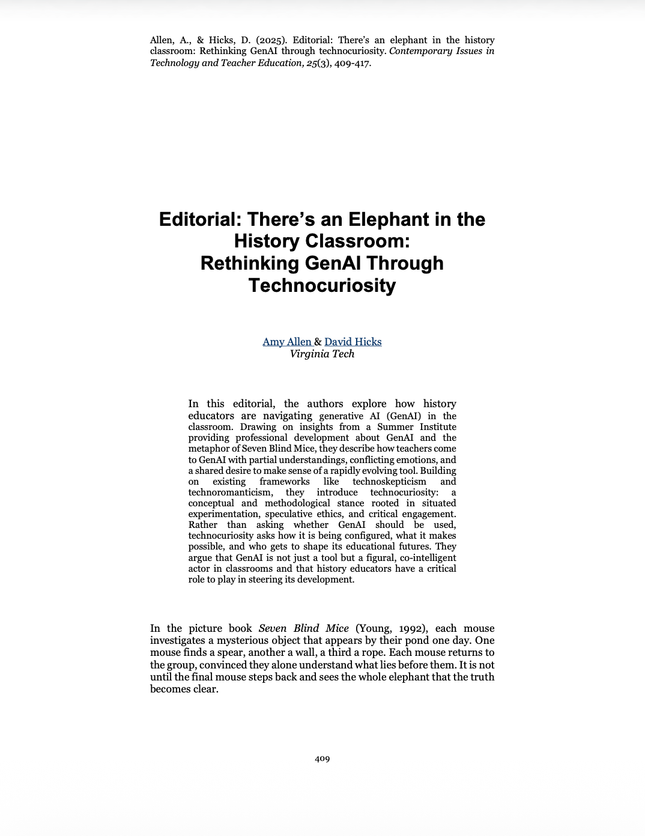 Allen, A., & Hicks, D. (2025). Editorial: There's an elephant in the history
classroom: Rethinking GenAI through technocuriosity. Contemporary Issues in
Technology and Teacher Education, 25(3), 409-417.
Editorial: There's an Elephant in the
History Classroom:
Rethinking GenAI Through
Technocuriosity
Amy Allen & David Hicks
Virginia Tech
In this editorial, the authors explore how history
educators are navigating generative AI (GenAI) in the
classroom. Drawing on insights from a Summer Institute
providing professional development about GenAI and the
metaphor of Seven Blind Mice, they describe how teachers come
to GenAI with partial understandings, conflicting emotions, and
a shared desire to make sense of a rapidly evolving tool. Building
on existing frameworks like technoskepticism and
technoromanticism, they introduce technocuriosity: a
conceptual and methodological stance rooted in situated
experimentation, speculative ethics, and critical engagement.
Rather than asking whether GenAI should be used,
technocuriosity asks how it is being configured, what it makes
possible, and who gets to shape its educational futures. They
argue that GenAI is not just a tool but a figural, co-intelligent
actor in classrooms and that history educators have a critical
role to play in steering its development.
In the picture book Seven Blind Mice (Young, 1992), each mouse
investigates a mysterious object that appears by their pond one day. One
mouse finds a spear, another a wall, a third a rope. Each mouse returns to
the group, convinced they alone understand what lies before them. It is not
until the final mouse steps back and sees the whole elephant that the truth
becomes clear.
409